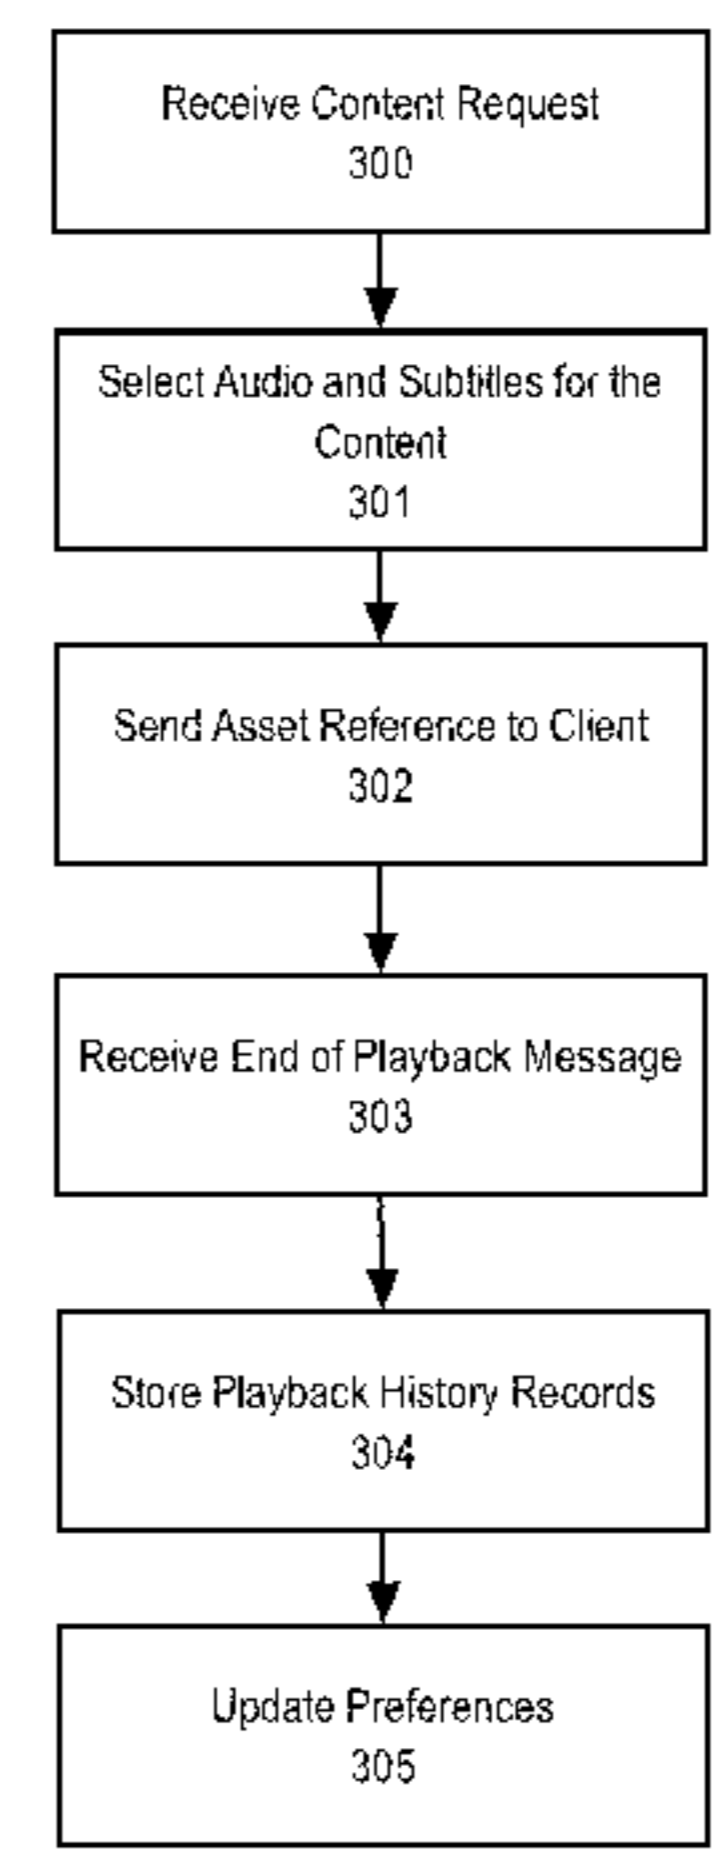 Receive Content Request
300
Select Audio and Subtitles for the
Content
301
Send Asset Reference to Client
302
Receive End of Playback Message
303
Store Playback History Records
304
Update Preferences
305